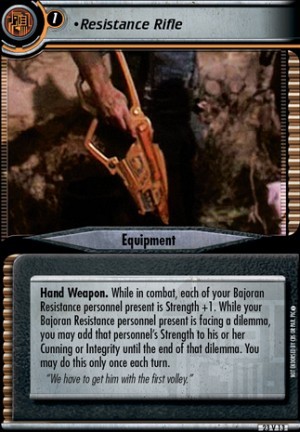 1
•Resistance Rifle
Equipment
Hand Weapon. While in combat, each of your Bajoran
Resistance personnel present is Strength +1. While your
Bajoran Resistance personnel present is facing a dilemma,
you may add that personnel's Strength to his or her
Cunning or Integrity until the end of that dilemma. You
may do this only once each turn.
"We have to get him with the first volley."
23 V 13